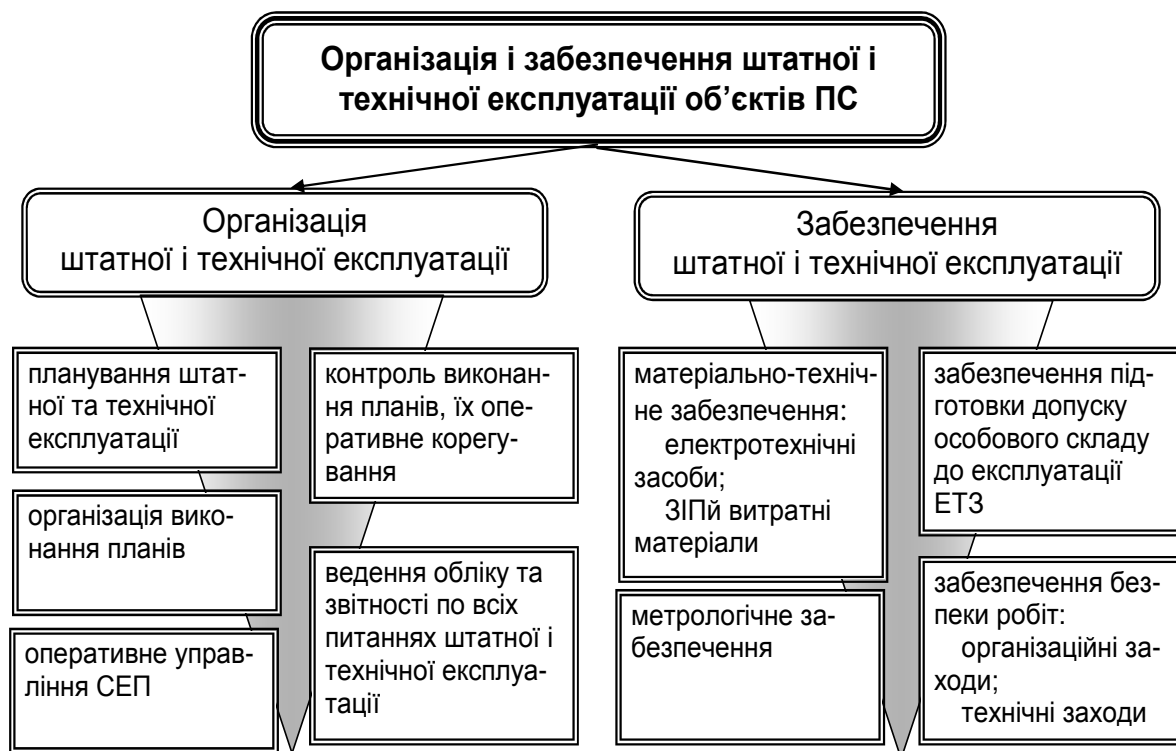 Організація і забезпечення штатної і
технічної експлуатації об’єктів ПС
Організація
штатної і технічної експлуатації
Забезпечення
штатної і технічної експлуатації
планування штат-
ної та технічної
експлуатації
організація вико-
нання планів
оперативне управ-
ління СЕП
контроль виконан-
ня планів, їх опе-
ративне корегу-
вання
ведення обліку та
звітності по всіх
питаннях штатної і
технічної експлуа-
тації
матеріально-техніч-
не забезпечення:
електротехнічні
засоби;
ЗІПй витратні
матеріали
метрологічне за-
безпечення
забезпечення під-
готовки допуску
особового складу
до експлуатації
ЕТЗ
забезпечення без-
пеки робіт:
організаційні за-
ходи;
технічні заходи